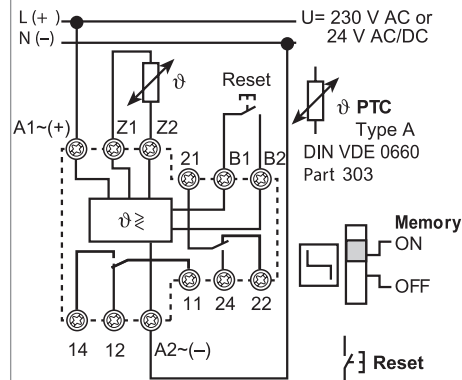 L (+)
U= 230 V AC or
N (–)
24 V AC/DC
ϑ
Reset
ϑ PTC
Type A
DIN VDE 0660
Part 303
A1~(+) Z1 Z2
21 B1 B2
ϑ≷
Memory
ON
OFF
11 24 22
14 12 A2~(–)
Reset